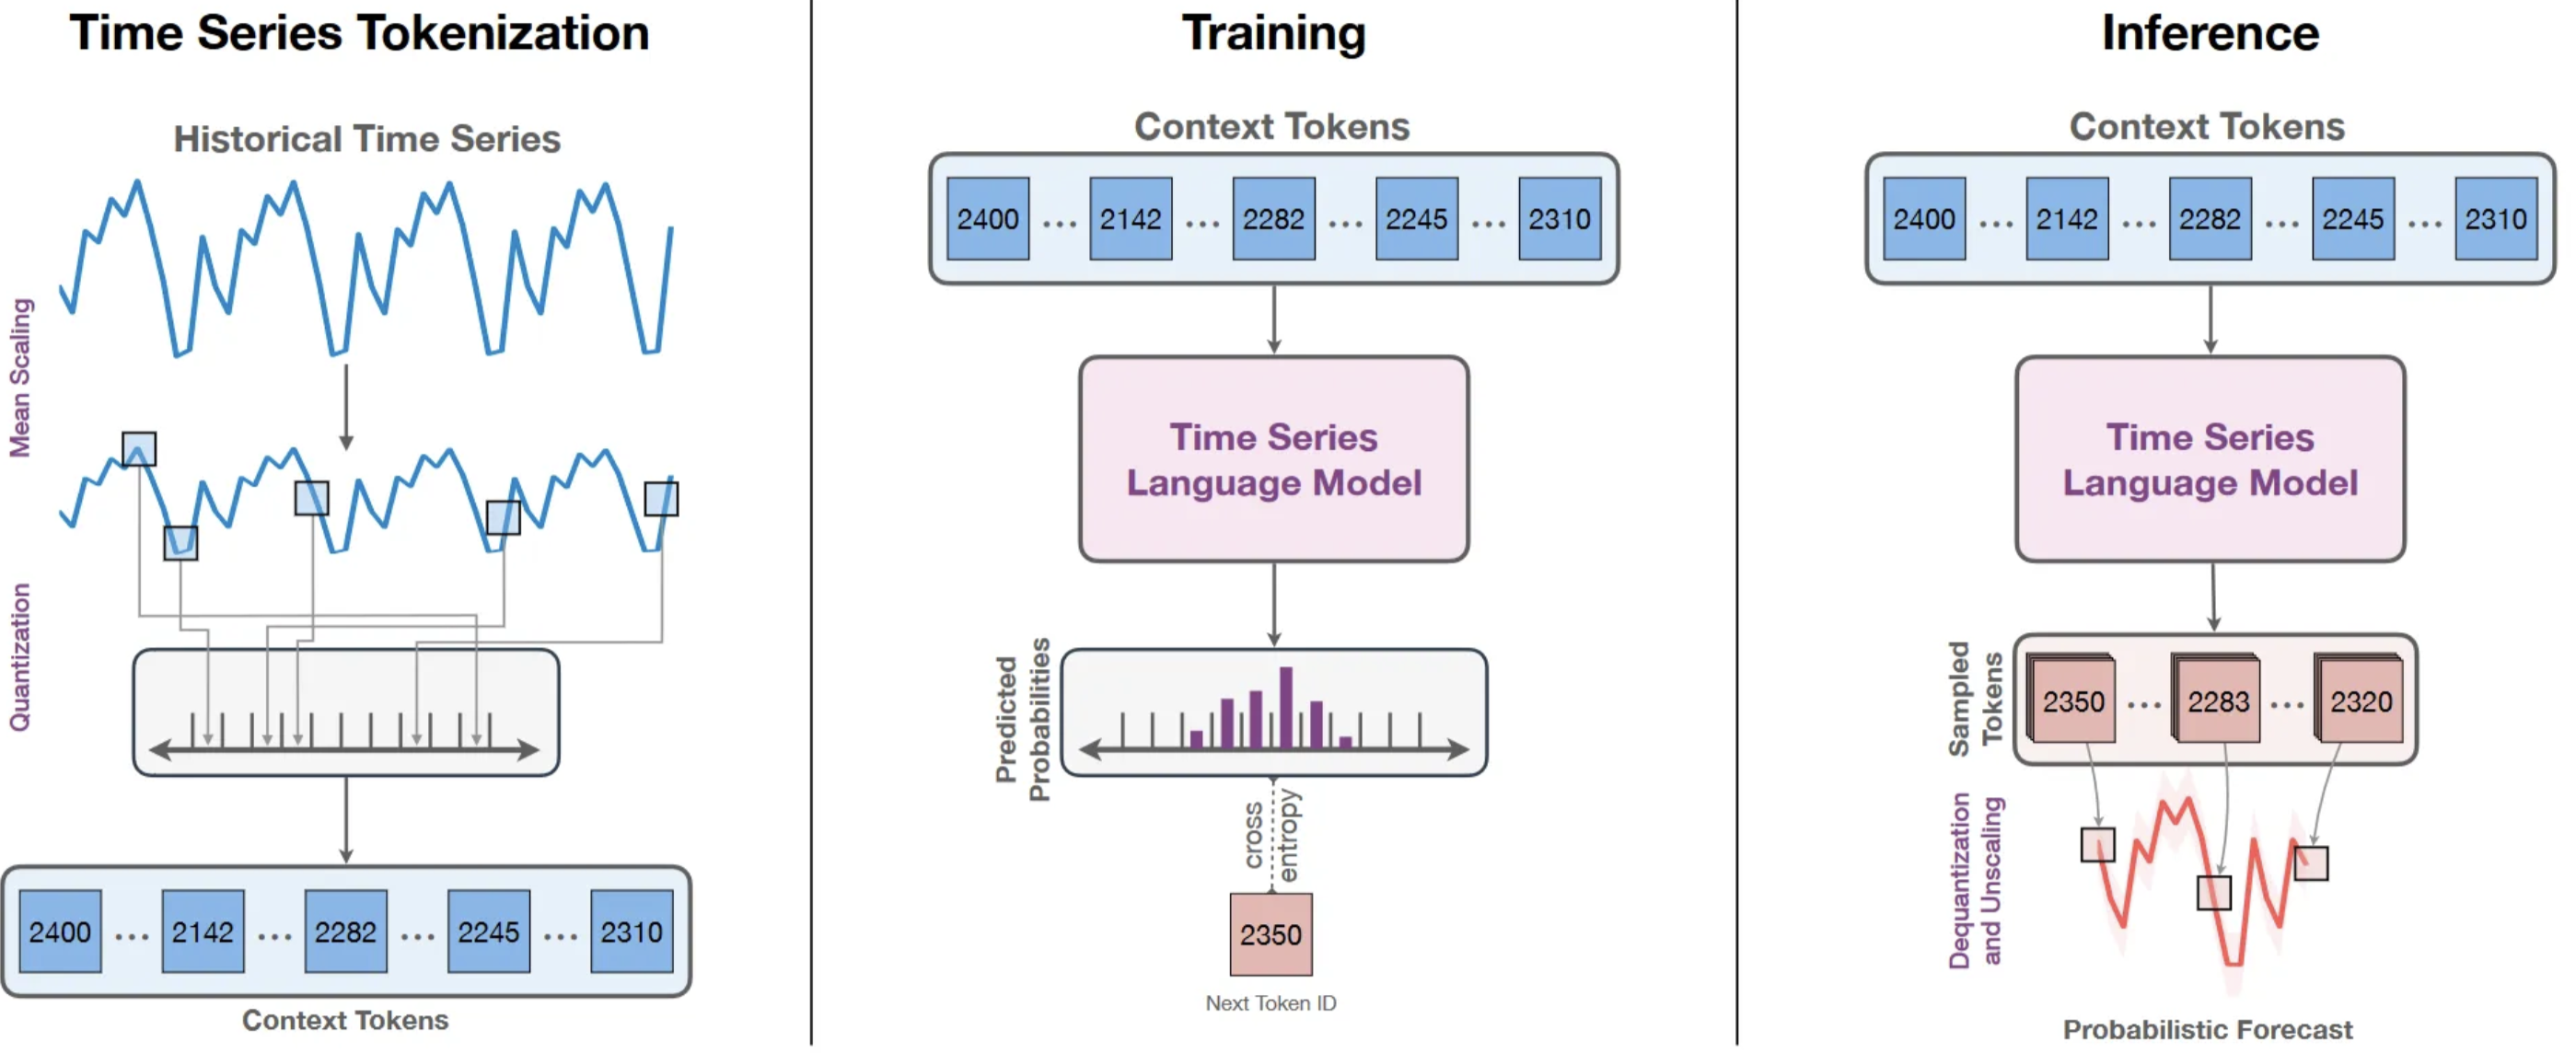 Time Series Tokenization
Historical Time Series
Mean Scaling
Quantization
2400 ... 2142 ... 2282 ... 2245 ... 2310
Context Tokens
Training
Context Tokens
2400 ... 2142 ... 2282 ... 2245 ... 2310
Time Series
Language Model
Predicted
Probabilities
cross
entropy
2350
Next Token ID
Inference
Context Tokens
2400 ... 2142 ... 2282 ... 2245 ... 2310
Time Series
Language Model
Sampled
Tokens
2350 ... 2283 ... 2320
Dequantization
and Unscaling
Probabilistic Forecast